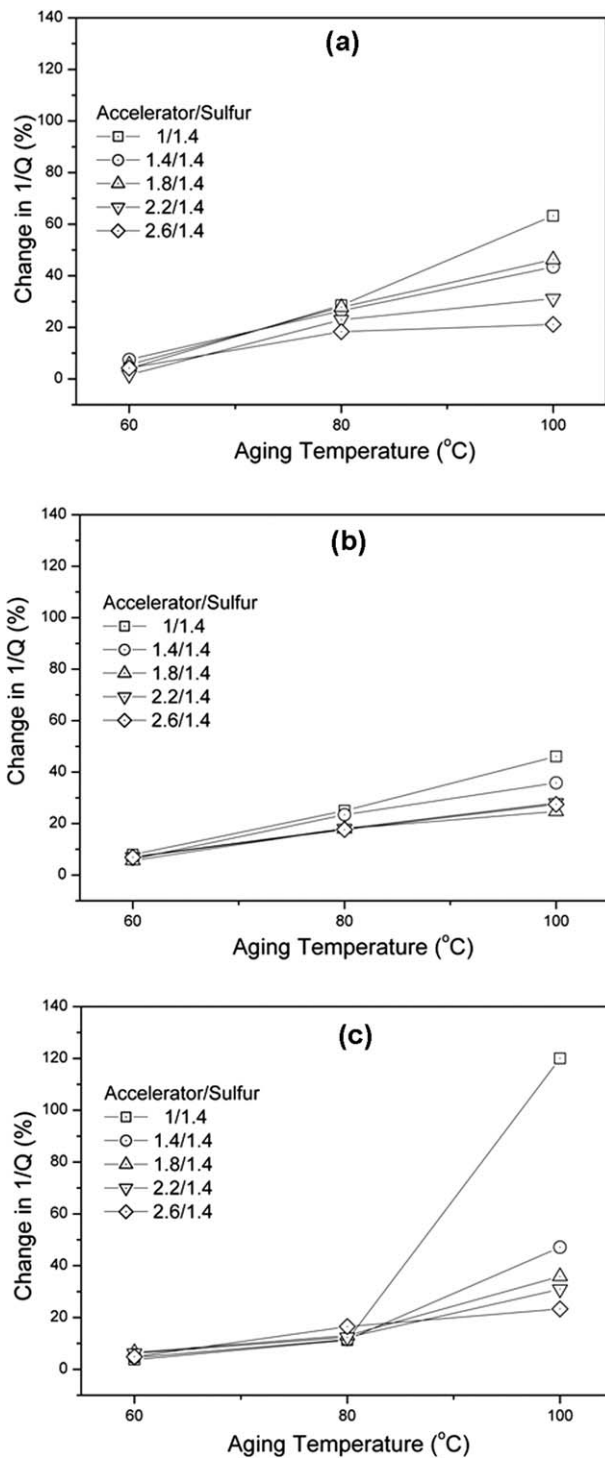 (a)
140
120
100
80
60
40
20
0
Change in 1/Q (%)
Accelerator/Sulfur
1/1.4
1.4/1.4
1.8/1.4
2.2/1.4
2.6/1.4
60 80 100
Aging Temperature (°C)
(b)
140
120
100
80
60
40
20
0
Change in 1/Q (%)
Accelerator/Sulfur
1/1.4
1.4/1.4
1.8/1.4
2.2/1.4
2.6/1.4
60 80 100
Aging Temperature (°C)
(c)
140
120
100
80
60
40
20
0
Change in 1/Q (%)
Accelerator/Sulfur
1/1.4
1.4/1.4
1.8/1.4
2.2/1.4
2.6/1.4
60 80 100
Aging Temperature (°C)